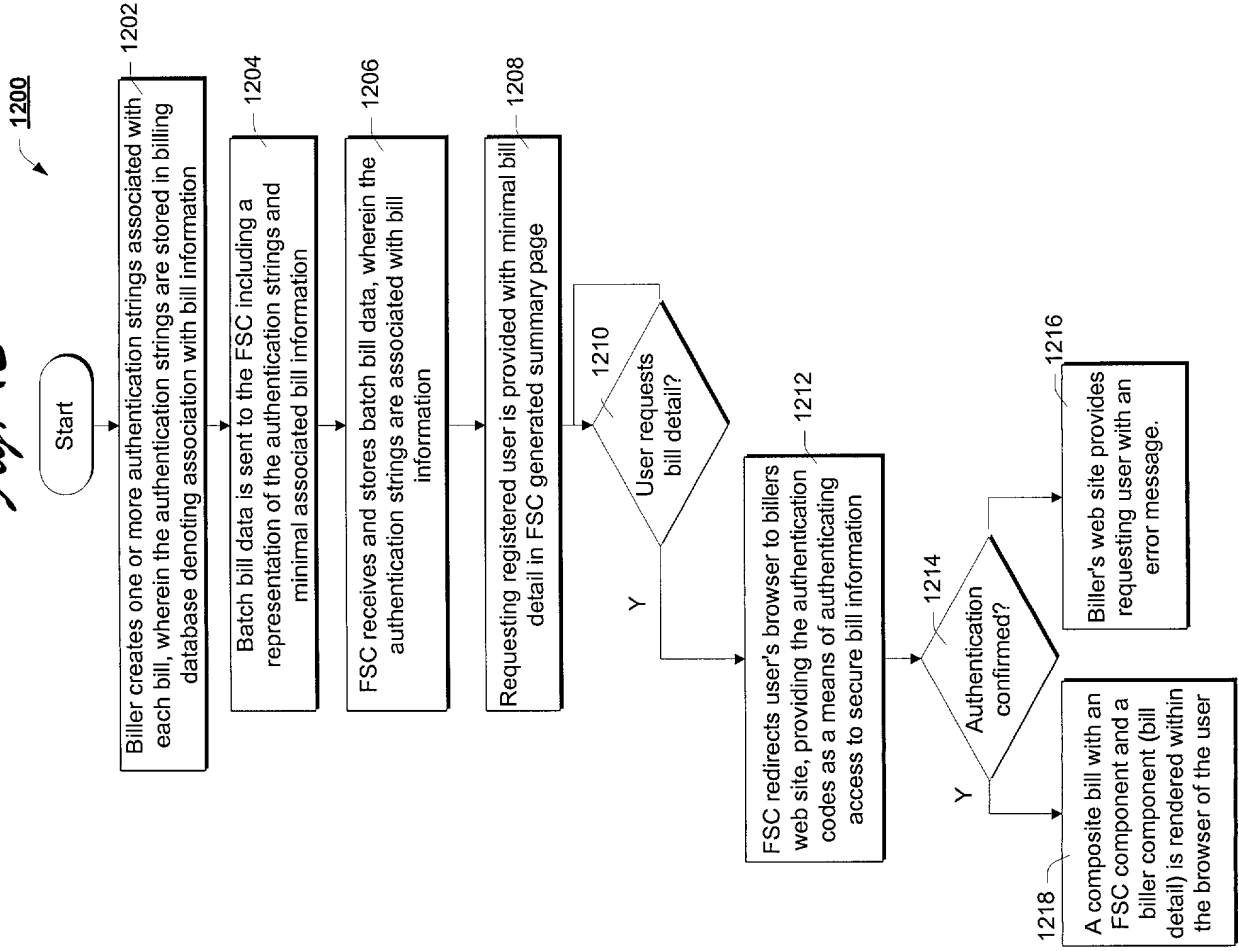 1200
Start
Biller creates one or more authentication strings associated with
each bill, wherein the authentication strings are stored in billing
database denoting association with bill information
1202
Batch bill data is sent to the FSC including a
representation of the authentication strings and
minimal associated bill information
1204
FSC receives and stores batch bill data, wherein the
authentication strings are associated with bill
information
1206
Requesting registered user is provided with minimal bill
detail in FSC generated summary page
1208
1210
User requests
bill detail?
Y
FSC redirects user's browser to billers
web site, providing the authentication
codes as a means of authenticating
access to secure bill information
1212
1214
Authentication
confirmed?
Y
Biller's web site provides
requesting user with an
error message.
1216
A composite bill with an
FSC component and a
biller component (bill
detail) is rendered within
the browser of the user
1218